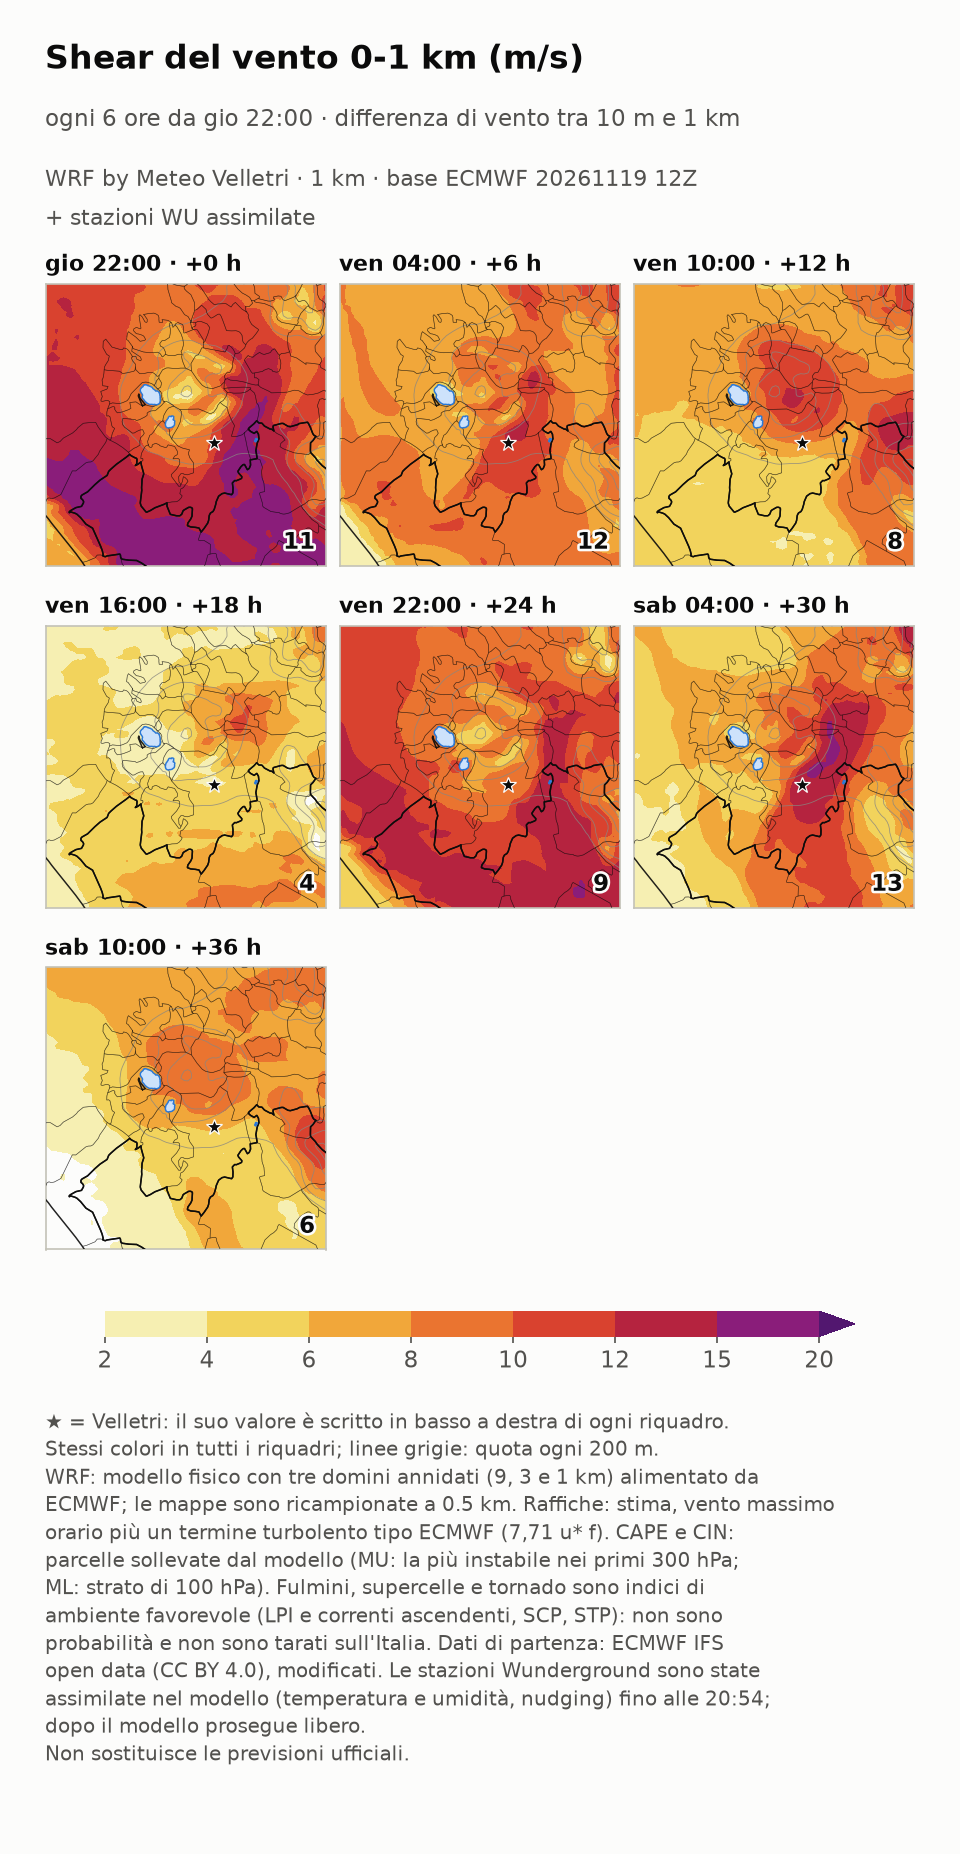 Shear del vento 0-1 km (m/s)
ogni 6 ore da gio 22:00 · differenza di vento tra 10 m e 1 km
WRF by Meteo Velletri · 1 km · base ECMWF 20261119 12Z
+ stazioni WU assimilate
gio 22:00 · +0 h
ven 04:00 · +6 h
ven 10:00 · +12 h
11
12
8
ven 16:00 · +18 h
ven 22:00 · +24 h
sab 04:00 · +30 h
4
9
13
sab 10:00 · +36 h
6
2 4 6 8 10 12 15 20
★ = Velletri: il suo valore è scritto in basso a destra di ogni riquadro.
Stessi colori in tutti i riquadri; linee grigie: quota ogni 200 m.
WRF: modello fisico con tre domini annidati (9, 3 e 1 km) alimentato da
ECMWF; le mappe sono ricampionate a 0.5 km. Raffiche: stima, vento massimo
orario più un termine turbolento tipo ECMWF (7,71 u* f). CAPE e CIN:
parcelle sollevate dal modello (MU: la più instabile nei primi 300 hPa;
ML: strato di 100 hPa). Fulmini, supercelle e tornado sono indici di
ambiente favorevole (LPI e correnti ascendenti, SCP, STP): non sono
probabilità e non sono tarati sull'Italia. Dati di partenza: ECMWF IFS
open data (CC BY 4.0), modificati. Le stazioni Wunderground sono state
assimilate nel modello (temperatura e umidità, nudging) fino alle 20:54;
dopo il modello prosegue libero.
Non sostituisce le previsioni ufficiali.